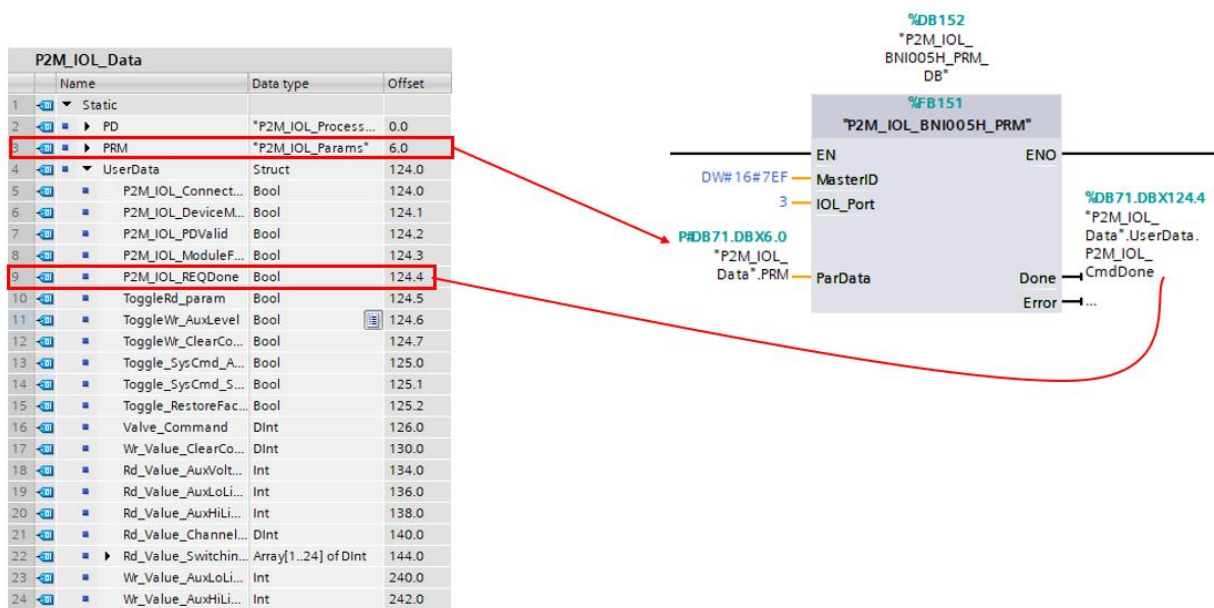 P2M_IOL_Data
Name Data type Offset
1 Static
2 PD "P2M_IOL_Process... 0.0
3 PRM "P2M_IOL_Params" 6.0
4 UserData Struct 124.0
5 P2M_IOL_Connect... Bool 124.0
6 P2M_IOL_DeviceM... Bool 124.1
7 P2M_IOL_PDValid Bool 124.2
8 P2M_IOL_ModuleF... Bool 124.3
9 P2M_IOL_REQDone Bool 124.4
10 ToggleRd_param Bool 124.5
11 ToggleWr_AuxLevel Bool 124.6
12 ToggleWr_ClearCo... Bool 124.7
13 Toggle_SysCmd_A... Bool 125.0
14 Toggle_SysCmd_S... Bool 125.1
15 Toggle_RestoreFac... Bool 125.2
16 Valve_Command DInt 126.0
17 Wr_Value_ClearCo... DInt 130.0
18 Rd_Value_AuxVolt... Int 134.0
19 Rd_Value_AuxLoLi... Int 136.0
20 Rd_Value_AuxHiLi... Int 138.0
21 Rd_Value_Channel... DInt 140.0
22 Rd_Value_Switchin... Array[1..24] of DInt 144.0
23 Wr_Value_AuxLoLi... Int 240.0
24 Wr_Value_AuxHiLi... Int 242.0
%DB152
"P2M_IOL_
BNI005H_PRM_
DB"
%FB151
"P2M_IOL_BNI005H_PRM"
EN ENO
DW#16#7EF MasterID
3 IOL_Port
P#DB71.DBX6.0
"P2M_IOL_
Data".PRM ParData
%DB71.DBX124.4
"P2M_IOL_
Data".UserData.
P2M_IOL_
Done CmdDone
Error ...